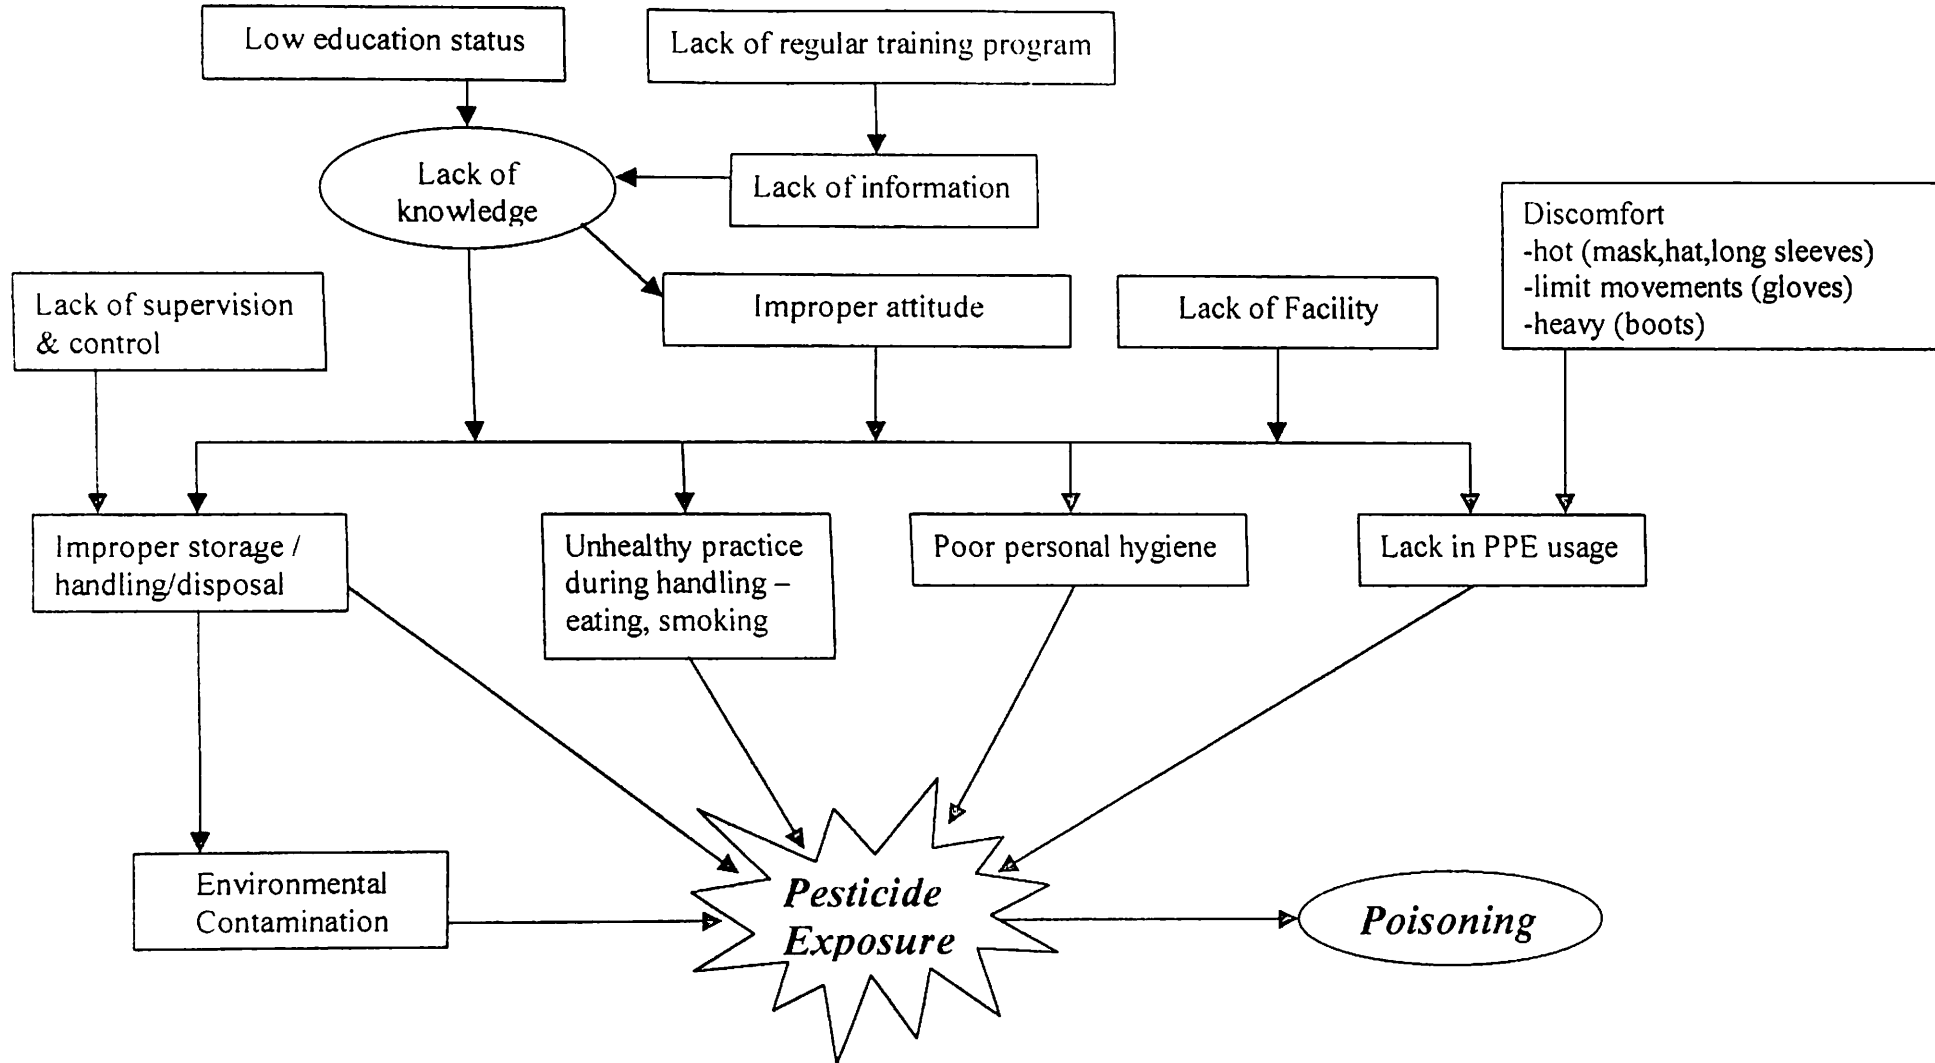 Low education status
Lack of regular training program
Lack of
knowledge
Lack of information
Discomfort
-hot (mask,hat,long sleeves)
-limit movements (gloves)
-heavy (boots)
Lack of supervision
& control
Improper attitude
Lack of Facility
Improper storage /
handling/disposal
Unhealthy practice
during handling –
eating, smoking
Poor personal hygiene
Lack in PPE usage
Environmental
Contamination
Pesticide
Exposure
Poisoning